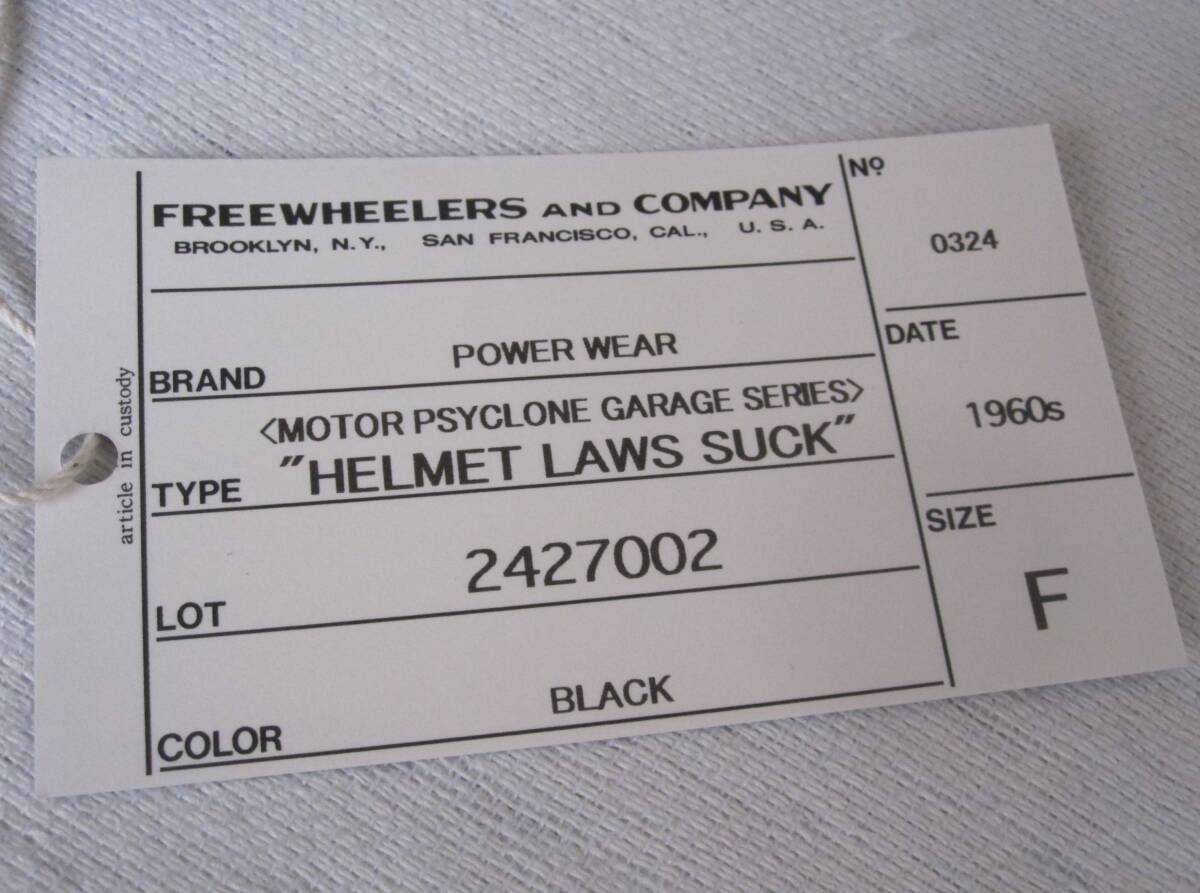 FREEWHEELERS AND COMPANY
BROOKLYN, N.Y., SAN FRANCISCO, CAL., U.S.A.
Nº
0324
BRAND POWER WEAR
DATE
1960s
<MOTOR PSYCLONE GARAGE SERIES>
TYPE "HELMET LAWS SUCK"
LOT 2427002
SIZE
F
COLOR BLACK
article in custody